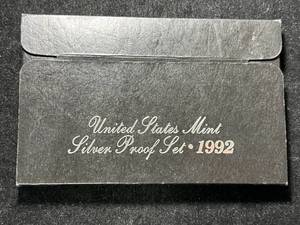 United States Mint
Silver Proof Set • 1992